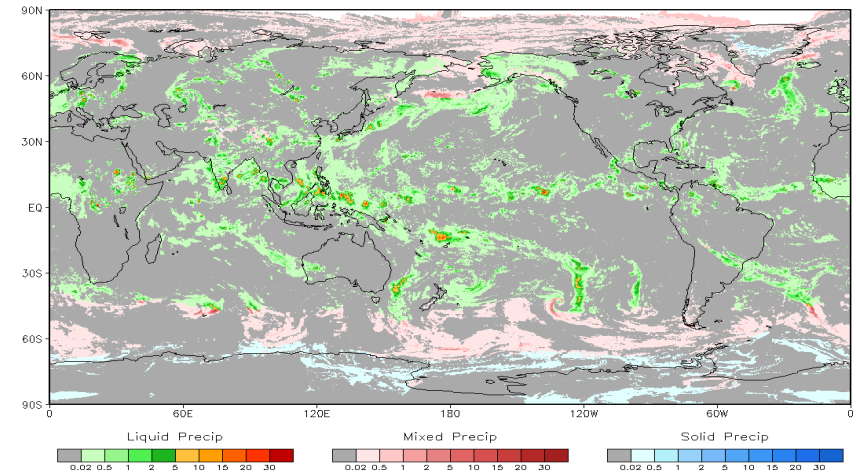 90N
60N
30N
EQ
30S
60S
90S
0 60E 120E 180 120W 60W 0
Liquid Precip Mixed Precip Solid Precip
0.02 0.5 1 2 5 10 15 20 30 0.02 0.5 1 2 5 10 15 20 30 0.02 0.5 1 2 5 10 15 20 30